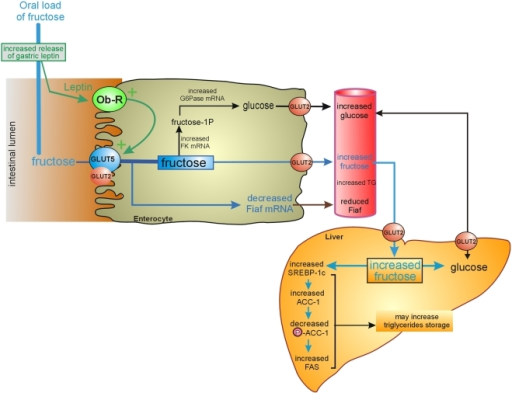 Oral load
of fructose
increased release
of gastric leptin
Leptin
Ob-R
+
+
intestinal lumen
fructose
GLUT5
GLUT2
increased
G6Pase mRNA
glucose
GLUT2
fructose-1P
increased
FK mRNA
fructose
GLUT2
decreased
Fiaf mRNA
Enterocyte
increased
glucose
increased
fructose
increased TG
reduced
Fiaf
GLUT2
GLUT2
Liver
increased
fructose
glucose
increased
SREBP-1c
increased
ACC-1
decreased
P-ACC-1
increased
FAS
may increase
triglycerides storage